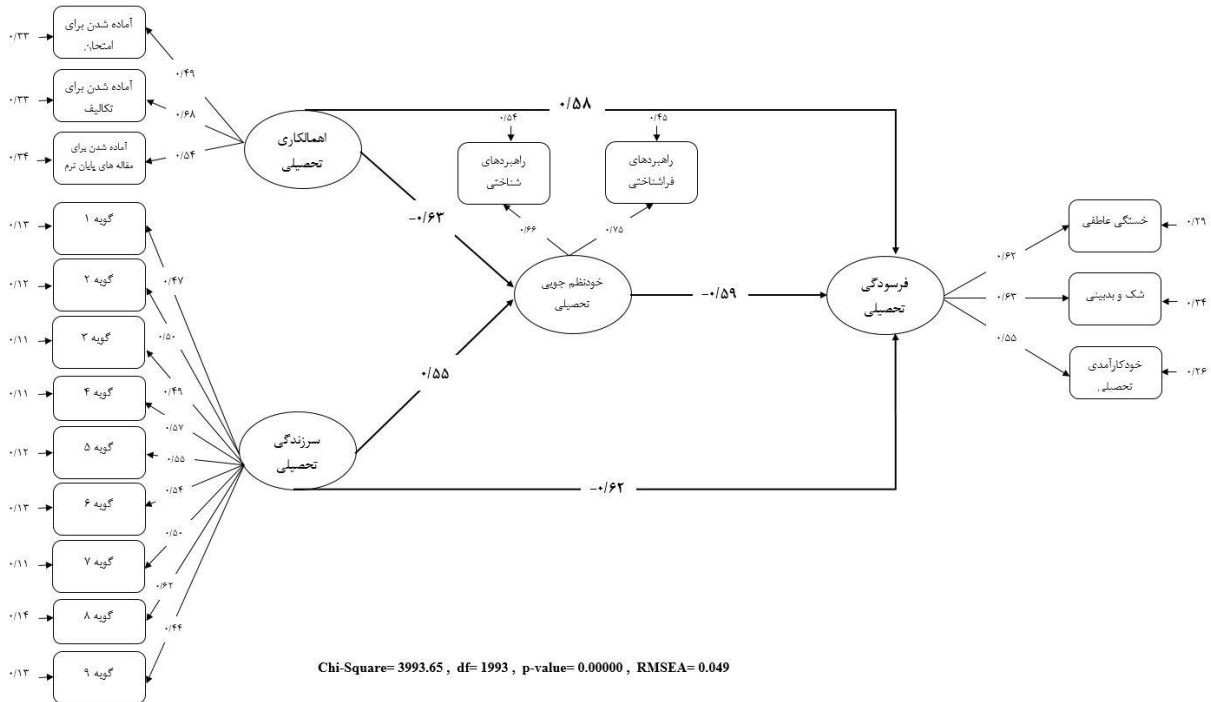 ۰/۳۳
آماده شدن برای
امتحان
۰/۴۹
۰/۳۳
آماده شدن برای
تکالیف
۰/۶۸
۰/۳۴
آماده شدن برای
مقاله های پایان ترم
۰/۵۴
اهمالکاری
تحصیلی
۰/۵۸
-۰/۶۳
۰/۵۴
راهبردهای
شناختی
۰/۶۶
۰/۴۵
راهبردهای
فراشناختی
۰/۷۵
خودنظم جویی
تحصیلی
-۰/۵۹
فرسودگی
تحصیلی
۰/۶۲
خستگی عاطفی
۰/۲۹
۰/۶۳
شک و بدبینی
۰/۳۴
۰/۵۵
خودکارآمدی
تحصیلی
۰/۲۶
۰/۱۳
گویه ۱
۰/۴۷
۰/۱۲
گویه ۲
۰/۵۰
۰/۱۱
گویه ۳
۰/۴۹
۰/۱۱
گویه ۴
۰/۵۷
۰/۱۲
گویه ۵
۰/۵۵
۰/۱۳
گویه ۶
۰/۵۴
۰/۱۱
گویه ۷
۰/۵۰
۰/۱۴
گویه ۸
۰/۶۲
۰/۱۳
گویه ۹
۰/۴۴
سرزندگی
تحصیلی
۰/۵۵
-۰/۶۲
Chi-Square= 3993.65 , df= 1993 , p-value= 0.00000 , RMSEA= 0.049